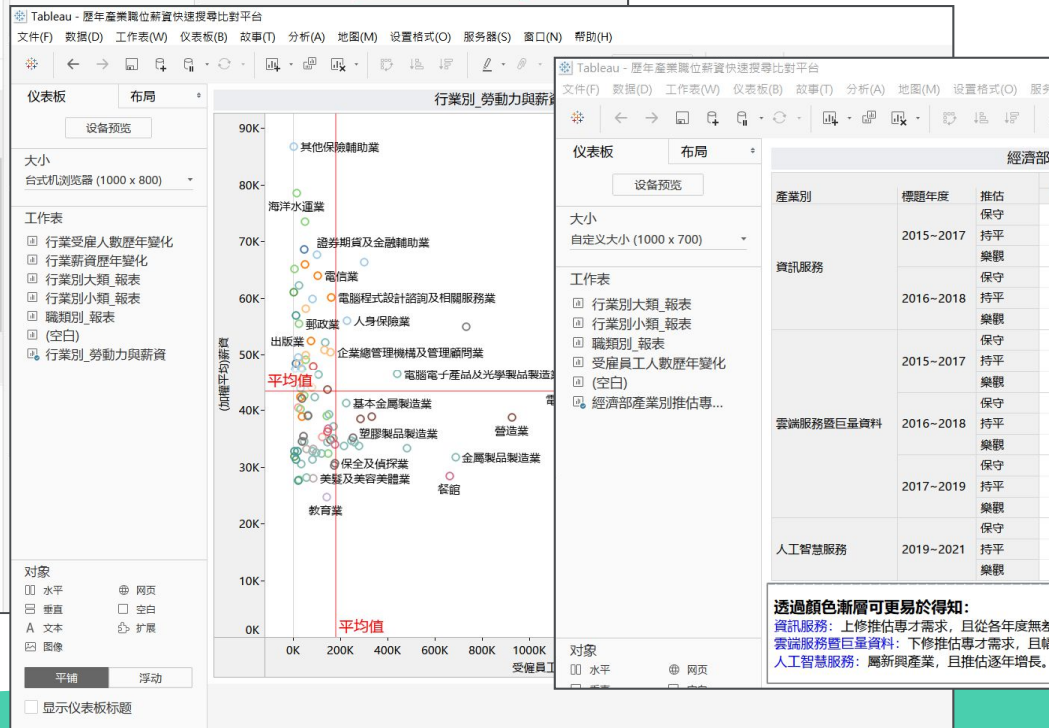 Tableau - 歷年產業職位薪資快速搜尋比對平台
文件(F) 数据(D) 工作表(W) 仪表板(B) 故事(T) 分析(A) 地图(M) 设置格式(O) 服务器(S) 窗口(N) 帮助(H)
仪表板 布局
设备预览
大小
台式机浏览器 (1000 x 800)
工作表
行業受雇人數歷年變化
行業薪資歷年變化
行業別大類_報表
行業別小類_報表
職類別_報表
(空白)
行業別_勞動力與薪資
对象
水平 网页
垂直 空白
A 文本 扩展
图像
平铺 浮动
显示仪表板标题
行業別_勞動力與薪資
(加權平均)薪資
90K
80K
70K
60K
50K
40K
30K
20K
10K
0K
其他保險輔助業
海洋水運業
證券期貨及金融輔助業
電信業
電腦程式設計諮詢及相關服務業
郵政業
人身保險業
出版業
企業總管理機構及管理顧問業
平均值
電腦電子產品及光學製品製造
電
基本金屬製造業
塑膠製品製造業
營造業
保全及偵探業
金屬製品製造業
美髮及美容美體業
餐館
教育業
平均值
0K 200K 400K 600K 800K 1000K
受僱員工
Tableau - 歷年產業職位薪資快速搜尋比對平台
文件(F) 数据(D) 工作表(W) 仪表板(B) 故事(T) 分析(A) 地图(M) 设置格式(O) 服务
仪表板 布局
设备预览
大小
自定义大小 (1000 x 700)
工作表
行業別大類_報表
行業別小類_報表
職類別_報表
受雇員工人數歷年變化
(空白)
經濟部產業別推估專...
对象
水平 网页
經濟部
產業別 標題年度 推估
資訊服務 2015~2017 保守
持平
樂觀
2016~2018 保守
持平
樂觀
雲端服務暨巨量資料 2015~2017 保守
持平
樂觀
2016~2018 保守
持平
樂觀
2017~2019 保守
持平
樂觀
人工智慧服務 2019~2021 保守
持平
樂觀
透過顏色漸層可更易於得知:
資訊服務: 上修推估專才需求, 且從各年度無差
雲端服務暨巨量資料: 下修推估專才需求, 且幅
人工智慧服務: 屬新興產業, 且推估逐年增長。